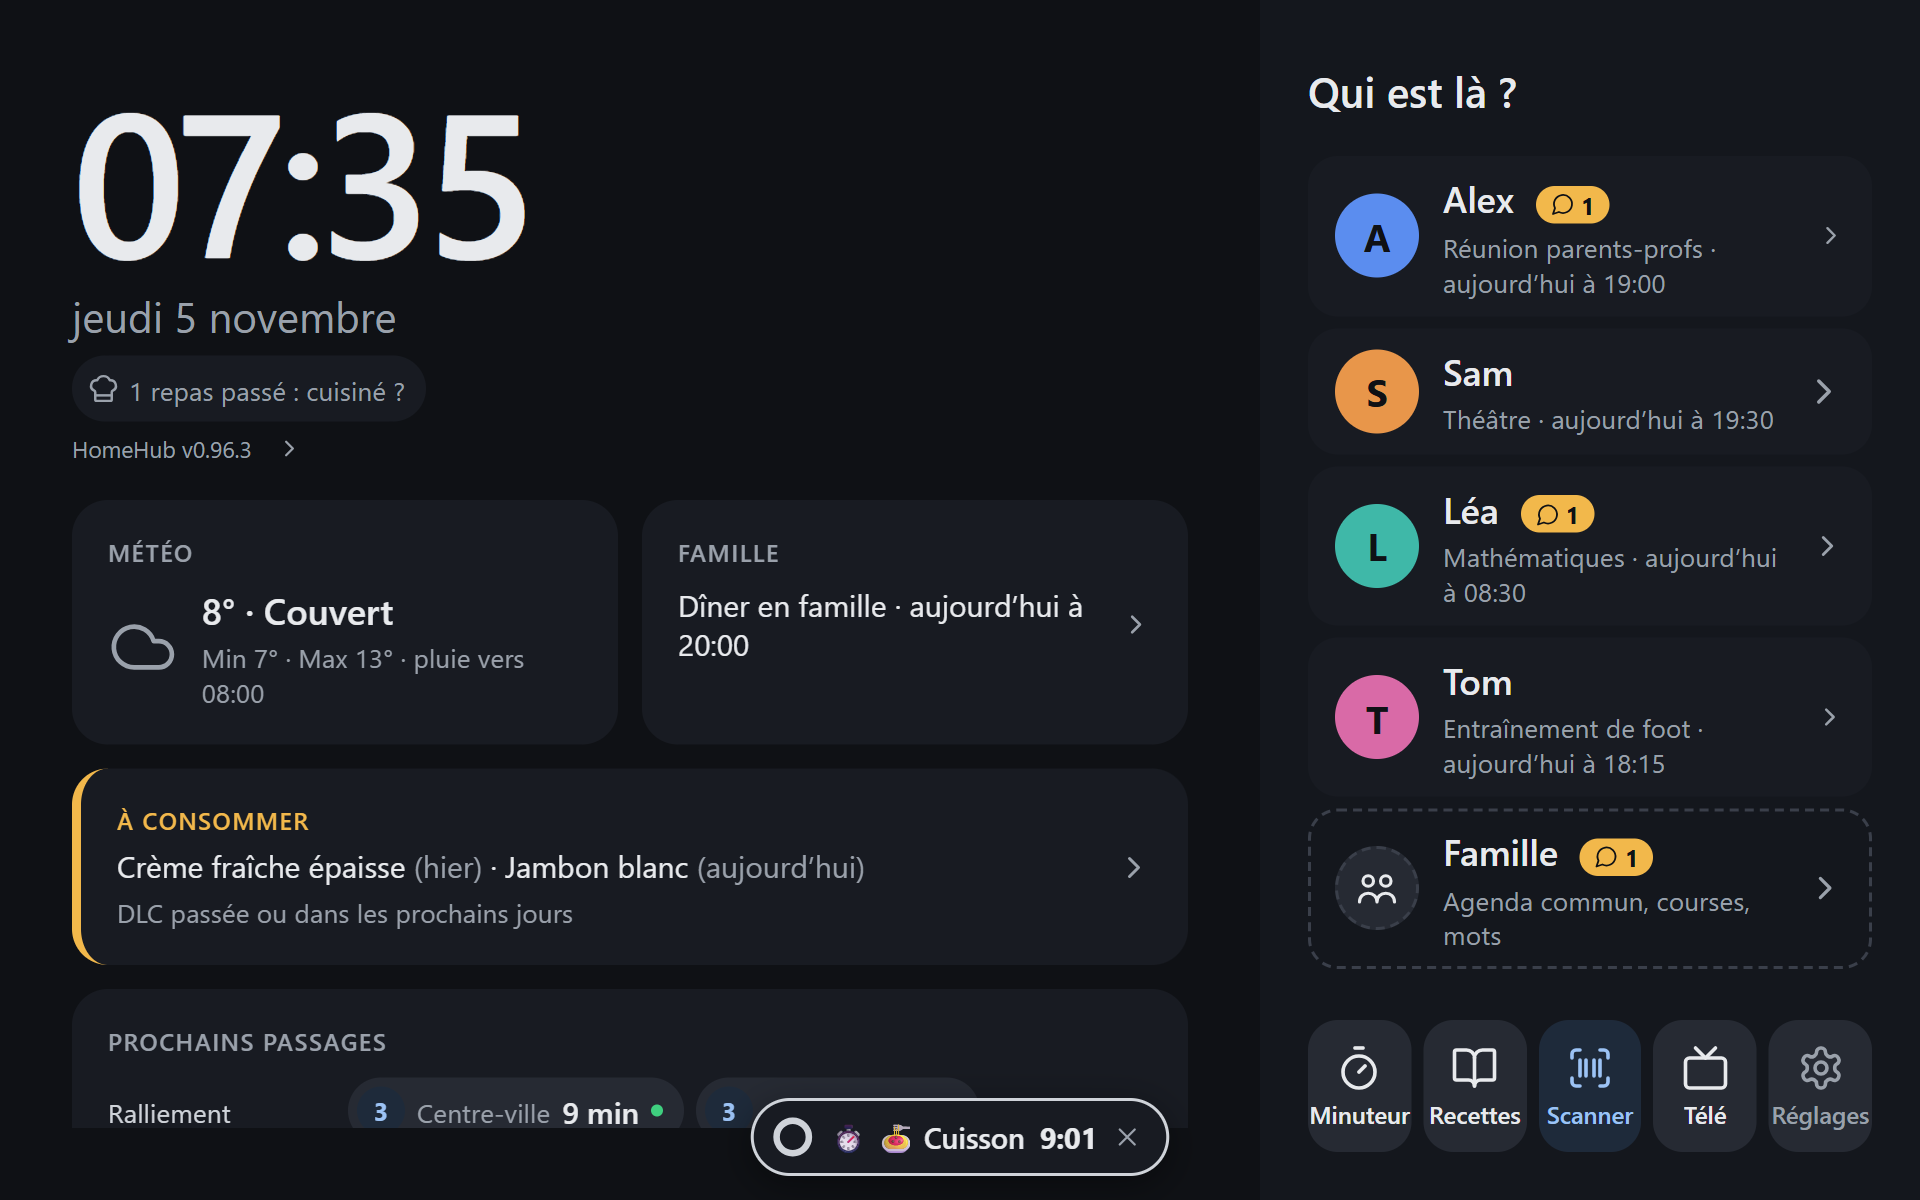 07:35
jeudi 5 novembre
1 repas passé : cuisiné ?
HomeHub v0.96.3
MÉTÉO
8° · Couvert
Min 7° · Max 13° · pluie vers
08:00
FAMILLE
Dîner en famille · aujourd’hui à
20:00
À CONSOMMER
Crème fraîche épaisse (hier) · Jambon blanc (aujourd’hui)
DLC passée ou dans les prochains jours
PROCHAINS PASSAGES
Ralliement
3 Centre-ville 9 min
3
Cuisson 9:01
Qui est là ?
A
Alex 1
Réunion parents-profs ·
aujourd’hui à 19:00
S
Sam
Théâtre · aujourd’hui à 19:30
L
Léa 1
Mathématiques · aujourd’hui
à 08:30
T
Tom
Entraînement de foot ·
aujourd’hui à 18:15
Famille 1
Agenda commun, courses,
mots
Minuteur
Recettes
Scanner
Télé
Réglages